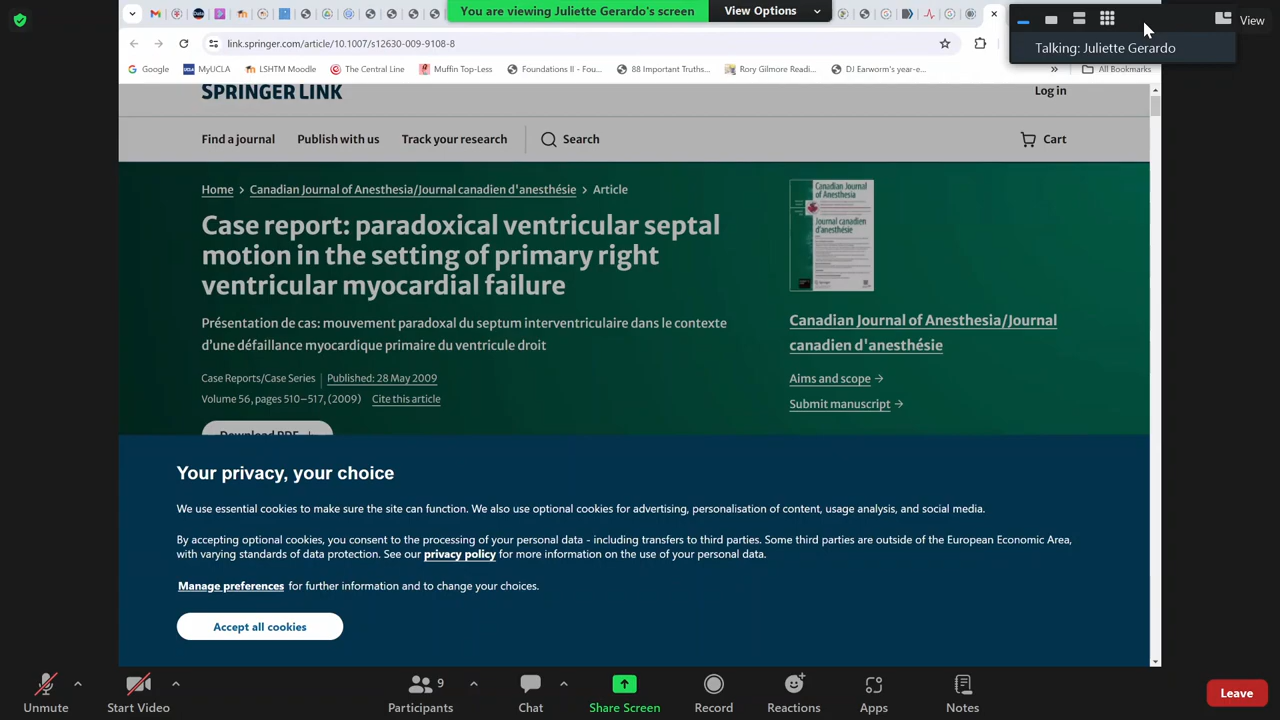 You are viewing Juliette Gerardo's screen
View Options
View
Talking: Juliette Gerardo
link.springer.com/article/10.1007/s12630-009-9108-8
Google
MyUCLA
LSHTM Moodle
The Central Line
Muffin Top-Less
Foundations II - Fou...
88 Important Truths...
Rory Gilmore Readi...
DJ Earworm's year-e...
All Bookmarks
SPRINGER LINK
Log in
Find a journal
Publish with us
Track your research
Search
Cart
Home > Canadian Journal of Anesthesia/Journal canadien d'anesthésie > Article
Case report: paradoxical ventricular septal
motion in the setting of primary right
ventricular myocardial failure
Présentation de cas: mouvement paradoxal du septum interventriculaire dans le contexte
d'une défaillance myocardique primaire du ventricule droit
Case Reports/Case Series | Published: 28 May 2009
Volume 56, pages 510–517, (2009) Cite this article
Download PDF
Canadian Journal of Anesthesia
Journal canadien d'anesthésie
Canadian Journal of Anesthesia/Journal
canadien d'anesthésie
Aims and scope →
Submit manuscript →
Your privacy, your choice
We use essential cookies to make sure the site can function. We also use optional cookies for advertising, personalisation of content, usage analysis, and social media.
By accepting optional cookies, you consent to the processing of your personal data - including transfers to third parties. Some third parties are outside of the European Economic Area,
with varying standards of data protection. See our privacy policy for more information on the use of your personal data.
Manage preferences for further information and to change your choices.
Accept all cookies
Unmute
Start Video
9
Participants
Chat
Share Screen
Record
Reactions
Apps
Notes
Leave